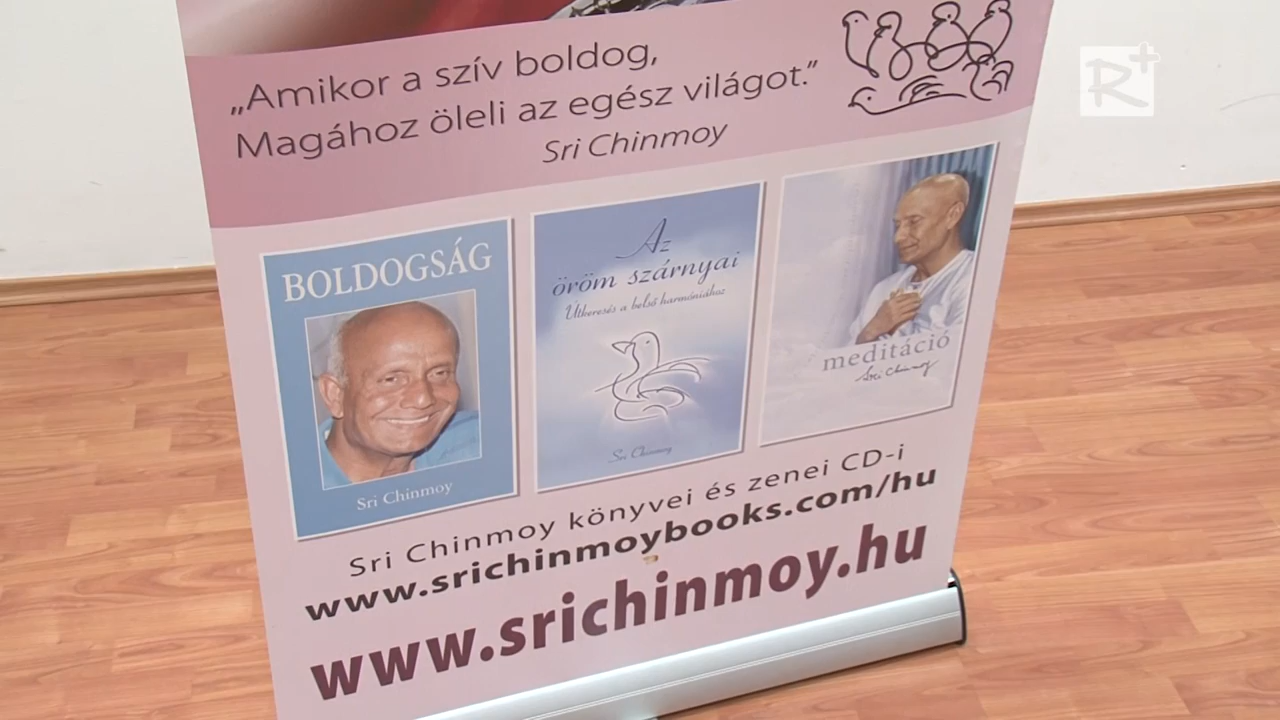 „Amikor a szív boldog,
Magához öleli az egész világot.”
Sri Chinmoy
R+
BOLDOGSÁG
Sri Chinmoy
Az
öröm szárnyai
Útkeresés a belső harmóniához
Sri Chinmoy
meditáció
Sri Chinmoy
Sri Chinmoy könyvei és zenei CD-i
www.srichinmoybooks.com/hu
www.srichinmoy.hu